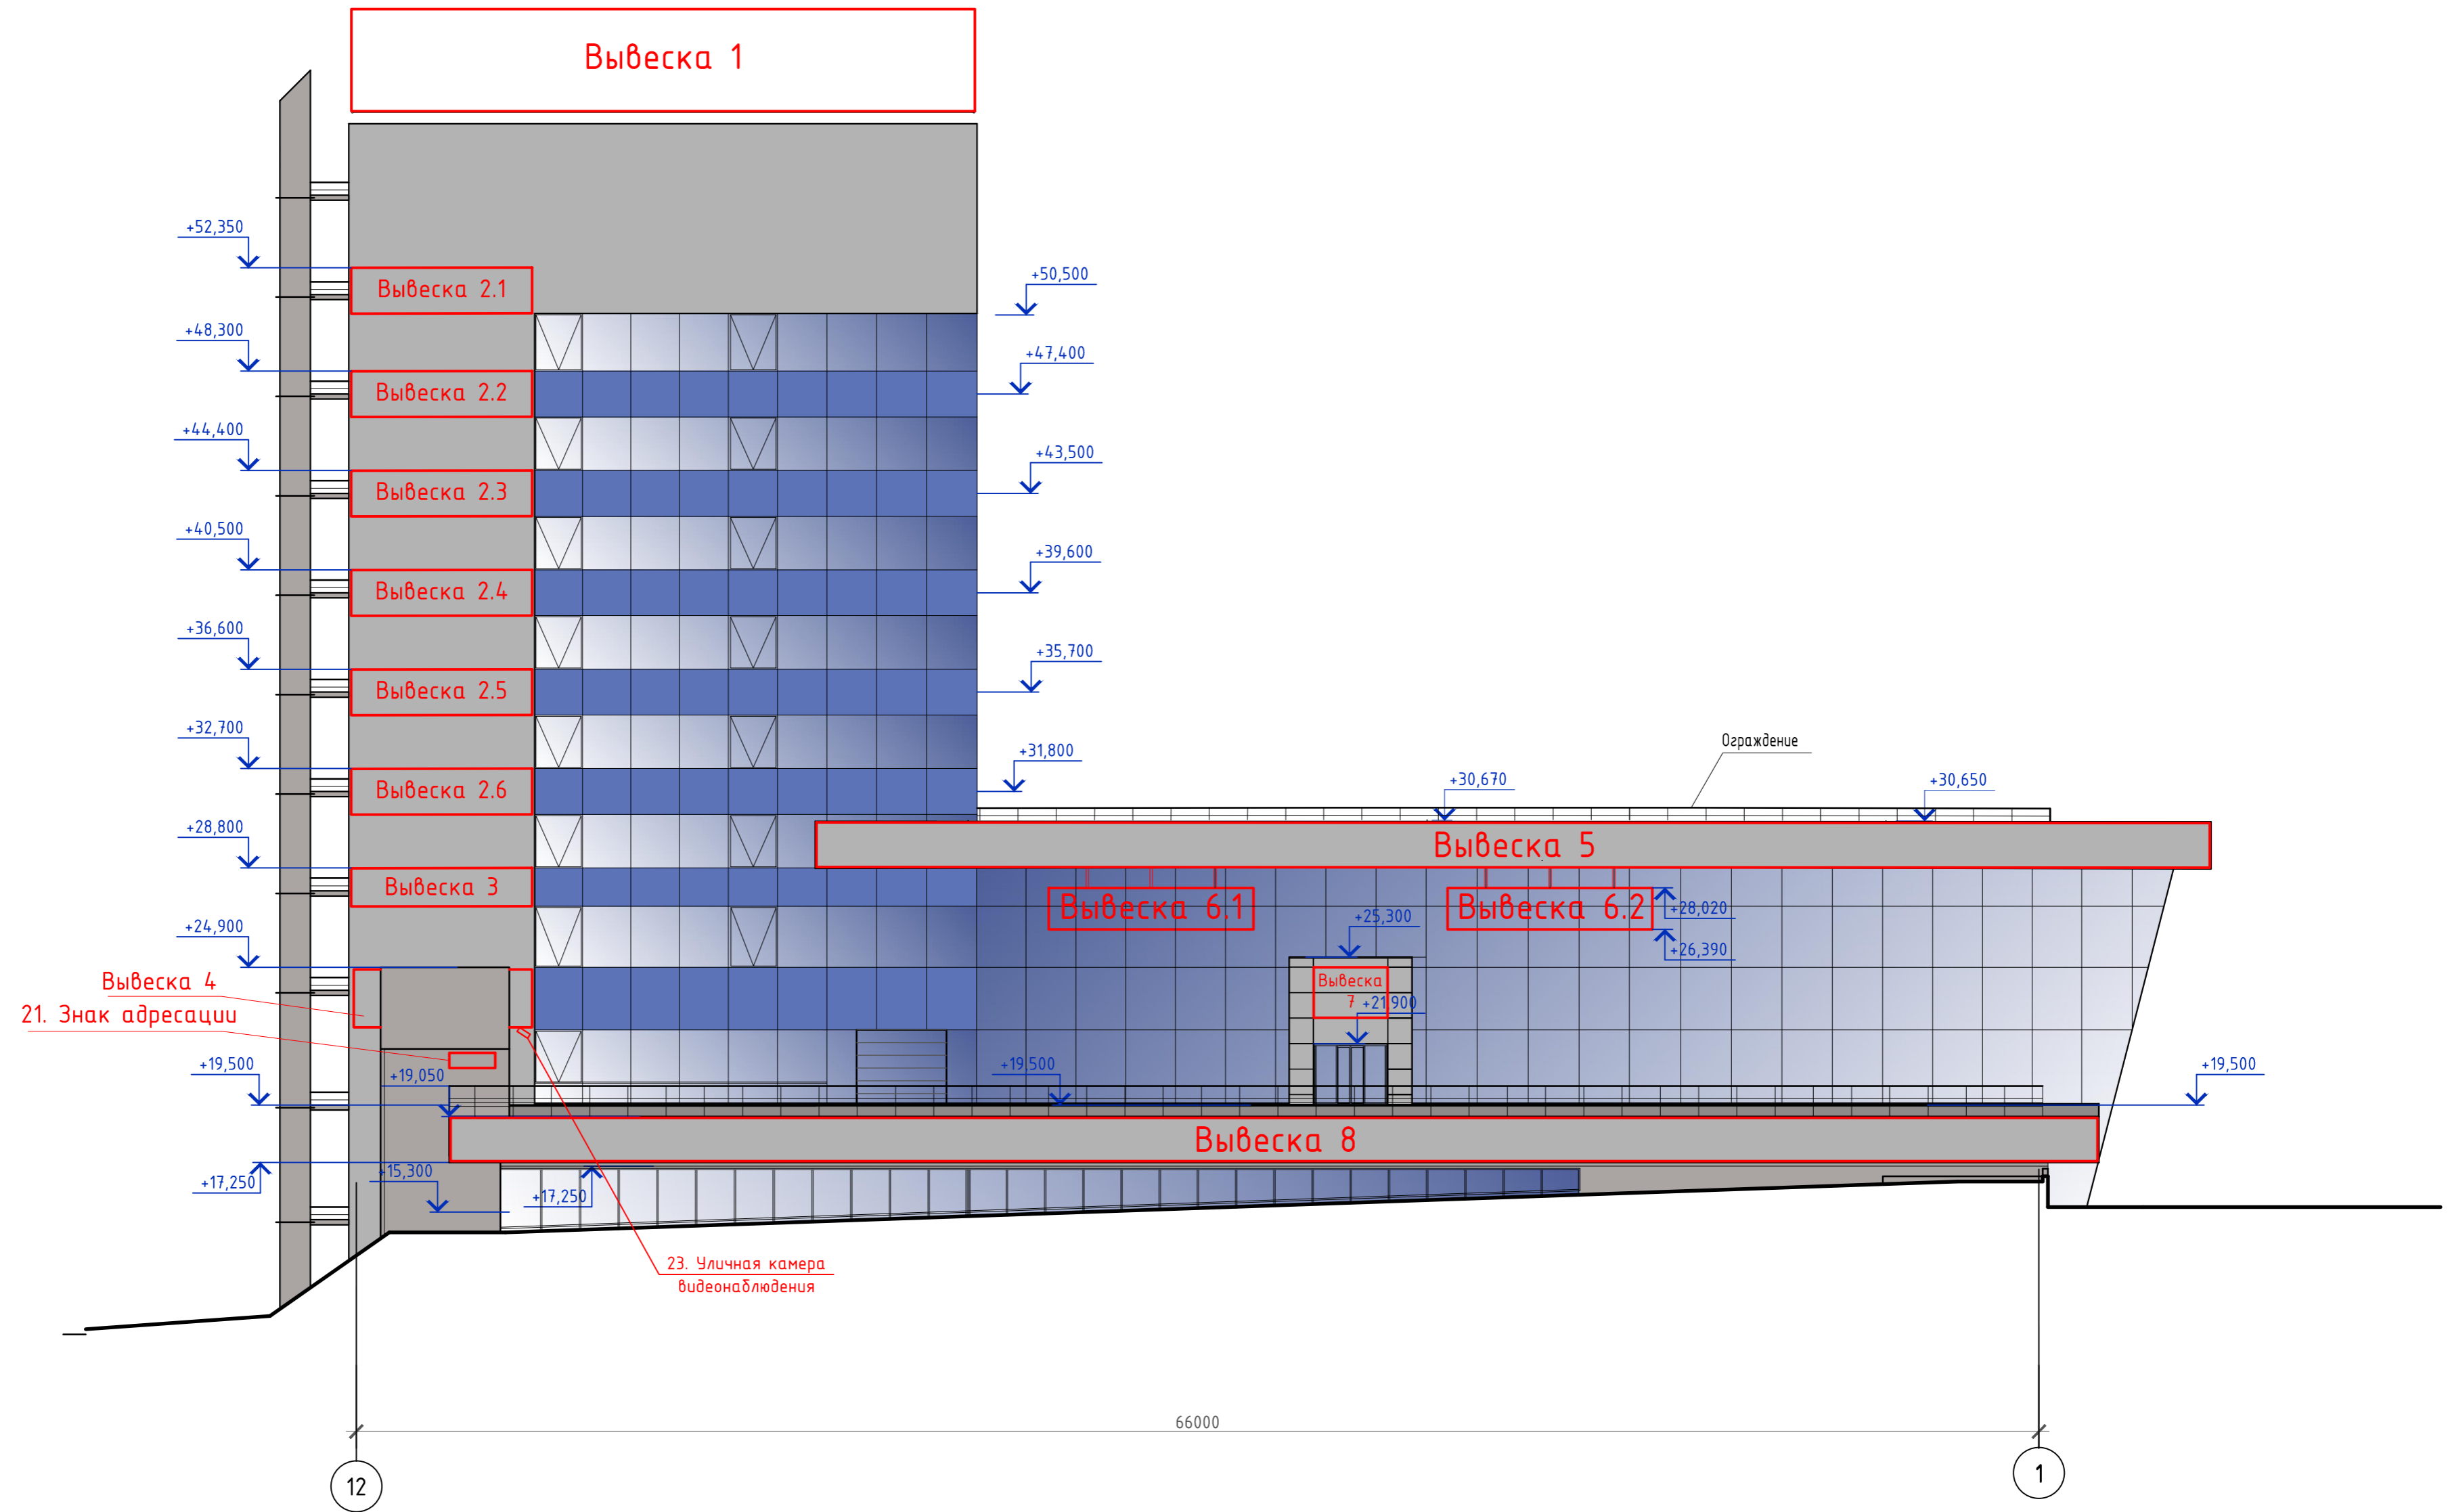 Вывеска 1
+52,350
+50,500
Вывеска 2.1
+48,300
+47,400
Вывеска 2.2
+44,400
+43,500
Вывеска 2.3
+40,500
+39,600
Вывеска 2.4
+36,600
+35,700
Вывеска 2.5
+32,700
+31,800
Ограждение
Вывеска 2.6
+30,670
+30,650
+28,800
Вывеска 5
Вывеска 3
Вывеска 6.1
Вывеска 6.2
+28,020
+25,300
+24,900
+26,390
Вывеска 4
Вывеска
7
+21,900
21. Знак адресации
+19,500
+19,050
+19,500
+19,500
Вывеска 8
+17,250
+15,300
+17,250
23. Уличная камера
видеонаблюдения
66000
12
1